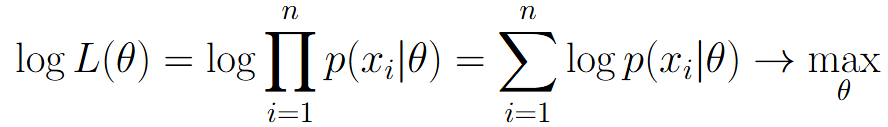 log L(θ) = log ∏_{i=1}^{n} p(x_i|θ) = ∑_{i=1}^{n} log p(x_i|θ) → max_θ